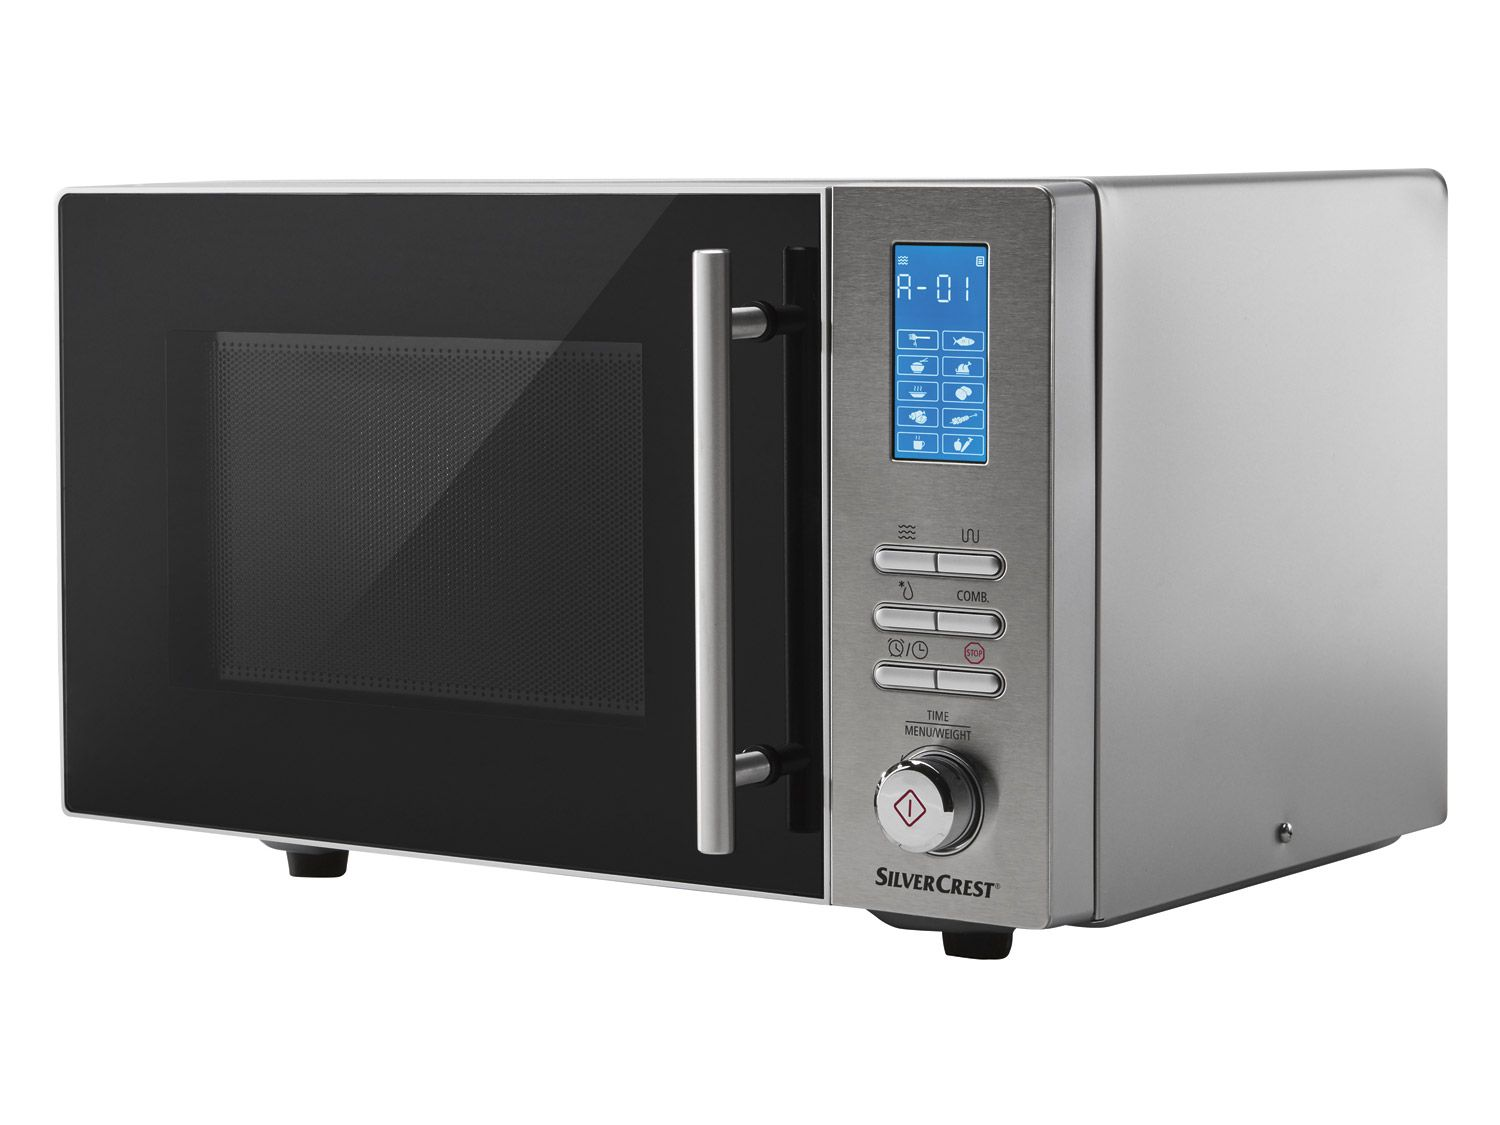 A-01
COMB.
/
STOP
TIME
MENU/WEIGHT
I
SILVERCREST®